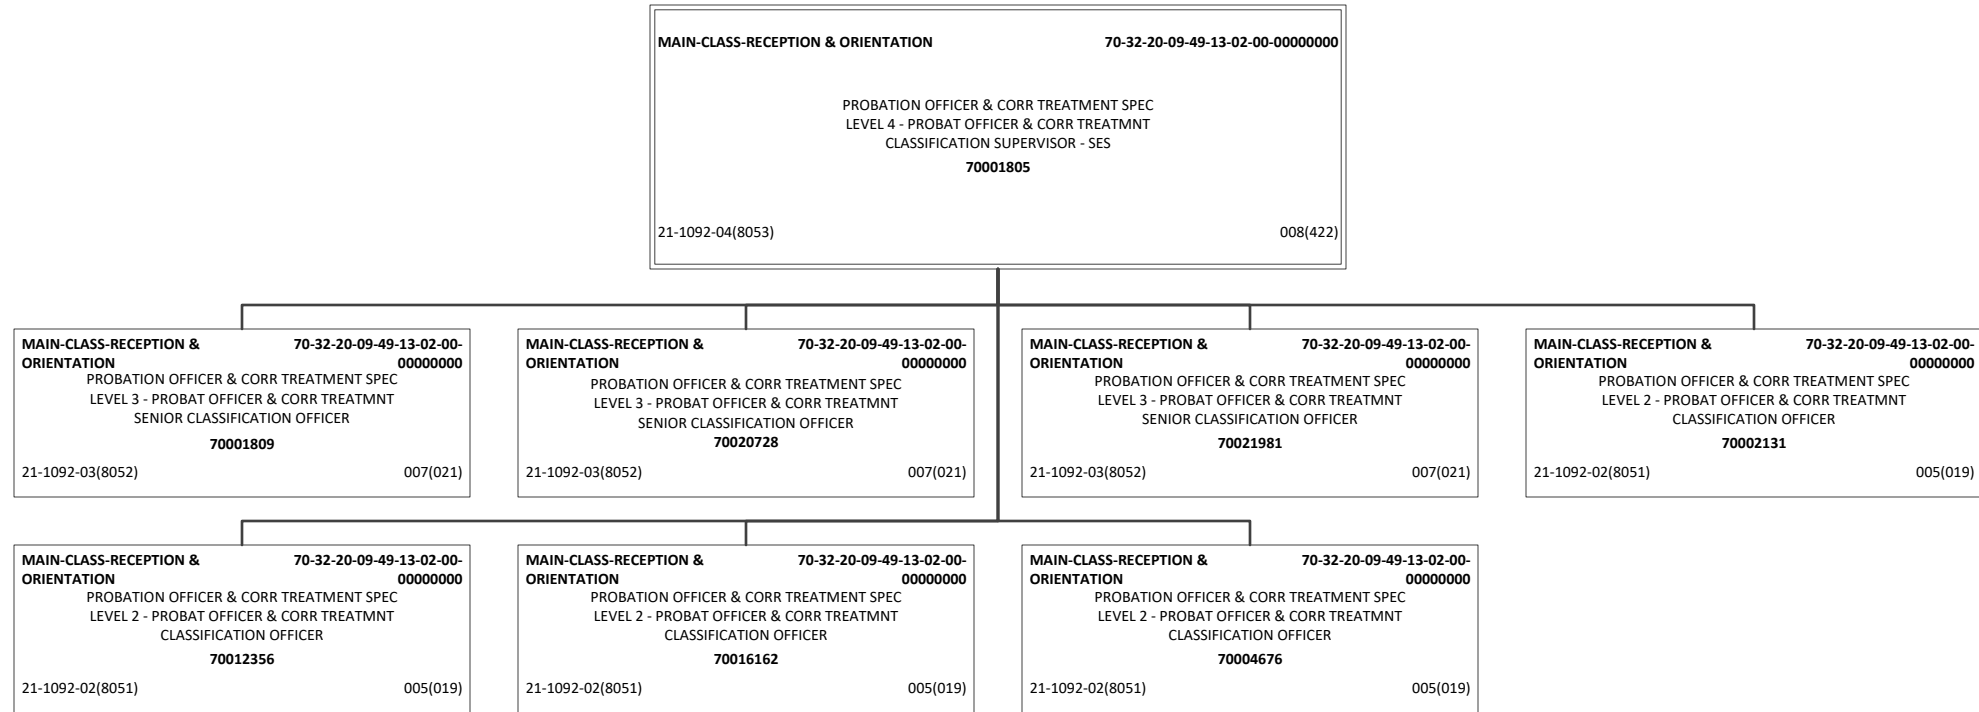 MAIN-CLASS-RECEPTION & ORIENTATION 70-32-20-09-49-13-02-00-00000000
PROBATION OFFICER & CORR TREATMENT SPEC
LEVEL 4 - PROBAT OFFICER & CORR TREATMNT
CLASSIFICATION SUPERVISOR - SES
70001805
21-1092-04(8053) 008(422)
MAIN-CLASS-RECEPTION & 70-32-20-09-49-13-02-00-
ORIENTATION 00000000
PROBATION OFFICER & CORR TREATMENT SPEC
LEVEL 3 - PROBAT OFFICER & CORR TREATMNT
SENIOR CLASSIFICATION OFFICER
70001809
21-1092-03(8052) 007(021)
MAIN-CLASS-RECEPTION & 70-32-20-09-49-13-02-00-
ORIENTATION 00000000
PROBATION OFFICER & CORR TREATMENT SPEC
LEVEL 3 - PROBAT OFFICER & CORR TREATMNT
SENIOR CLASSIFICATION OFFICER
70020728
21-1092-03(8052) 007(021)
MAIN-CLASS-RECEPTION & 70-32-20-09-49-13-02-00-
ORIENTATION 00000000
PROBATION OFFICER & CORR TREATMENT SPEC
LEVEL 3 - PROBAT OFFICER & CORR TREATMNT
SENIOR CLASSIFICATION OFFICER
70021981
21-1092-03(8052) 007(021)
MAIN-CLASS-RECEPTION & 70-32-20-09-49-13-02-00-
ORIENTATION 00000000
PROBATION OFFICER & CORR TREATMENT SPEC
LEVEL 2 - PROBAT OFFICER & CORR TREATMNT
CLASSIFICATION OFFICER
70002131
21-1092-02(8051) 005(019)
MAIN-CLASS-RECEPTION & 70-32-20-09-49-13-02-00-
ORIENTATION 00000000
PROBATION OFFICER & CORR TREATMENT SPEC
LEVEL 2 - PROBAT OFFICER & CORR TREATMNT
CLASSIFICATION OFFICER
70012356
21-1092-02(8051) 005(019)
MAIN-CLASS-RECEPTION & 70-32-20-09-49-13-02-00-
ORIENTATION 00000000
PROBATION OFFICER & CORR TREATMENT SPEC
LEVEL 2 - PROBAT OFFICER & CORR TREATMNT
CLASSIFICATION OFFICER
70016162
21-1092-02(8051) 005(019)
MAIN-CLASS-RECEPTION & 70-32-20-09-49-13-02-00-
ORIENTATION 00000000
PROBATION OFFICER & CORR TREATMENT SPEC
LEVEL 2 - PROBAT OFFICER & CORR TREATMNT
CLASSIFICATION OFFICER
70004676
21-1092-02(8051) 005(019)